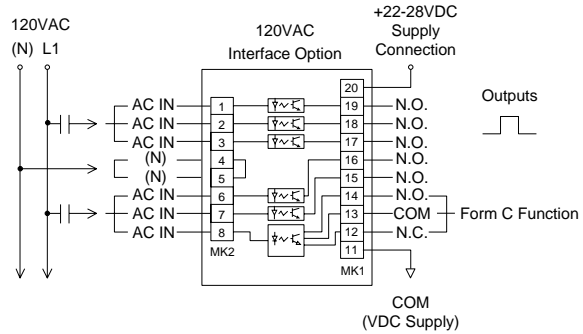 120VAC
(N) L1
120VAC
Interface Option
+22-28VDC
Supply
Connection
20
AC IN 1 19 N.O.
AC IN 2 18 N.O.
AC IN 3 17 N.O.
(N) 4 16 N.O.
(N) 5 15 N.O.
AC IN 6 14 N.O.
AC IN 7 13 COM Form C Function
AC IN 8 12 N.C.
11
MK2
MK1
Outputs
COM
(VDC Supply)